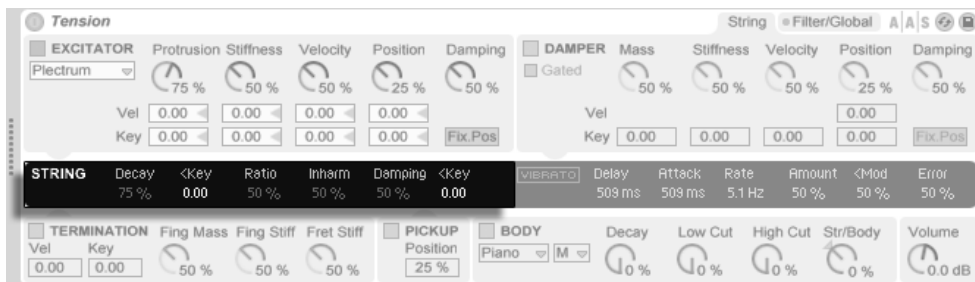 Tension String Filter/Global A A S
EXCITATOR Protrusion Stiffness Velocity Position Damping
Plectrum 75 % 50 % 50 % 25 % 50 %
Vel 0.00 0.00 0.00 0.00
Key 0.00 0.00 0.00 0.00 Fix.Pos
DAMPER Mass Stiffness Velocity Position Damping
Gated 50 % 50 % 50 % 25 % 50 %
Vel 0.00
Key 0.00 0.00 0.00 0.00 Fix.Pos
STRING Decay <Key Ratio Inharm Damping <Key
75 % 0.00 50 % 50 % 50 % 0.00
VIBRATO Delay Attack Rate Amount <Mod Error
509 ms 509 ms 5.1 Hz 50 % 50 % 50 %
TERMINATION Fing Mass Fing Stiff Fret Stiff
Vel Key
0.00 0.00 50 % 50 % 50 %
PICKUP
Position
25 %
BODY Decay Low Cut High Cut Str/Body
Piano M 0 % 0 % 0 % 0 %
Volume
0.0 dB